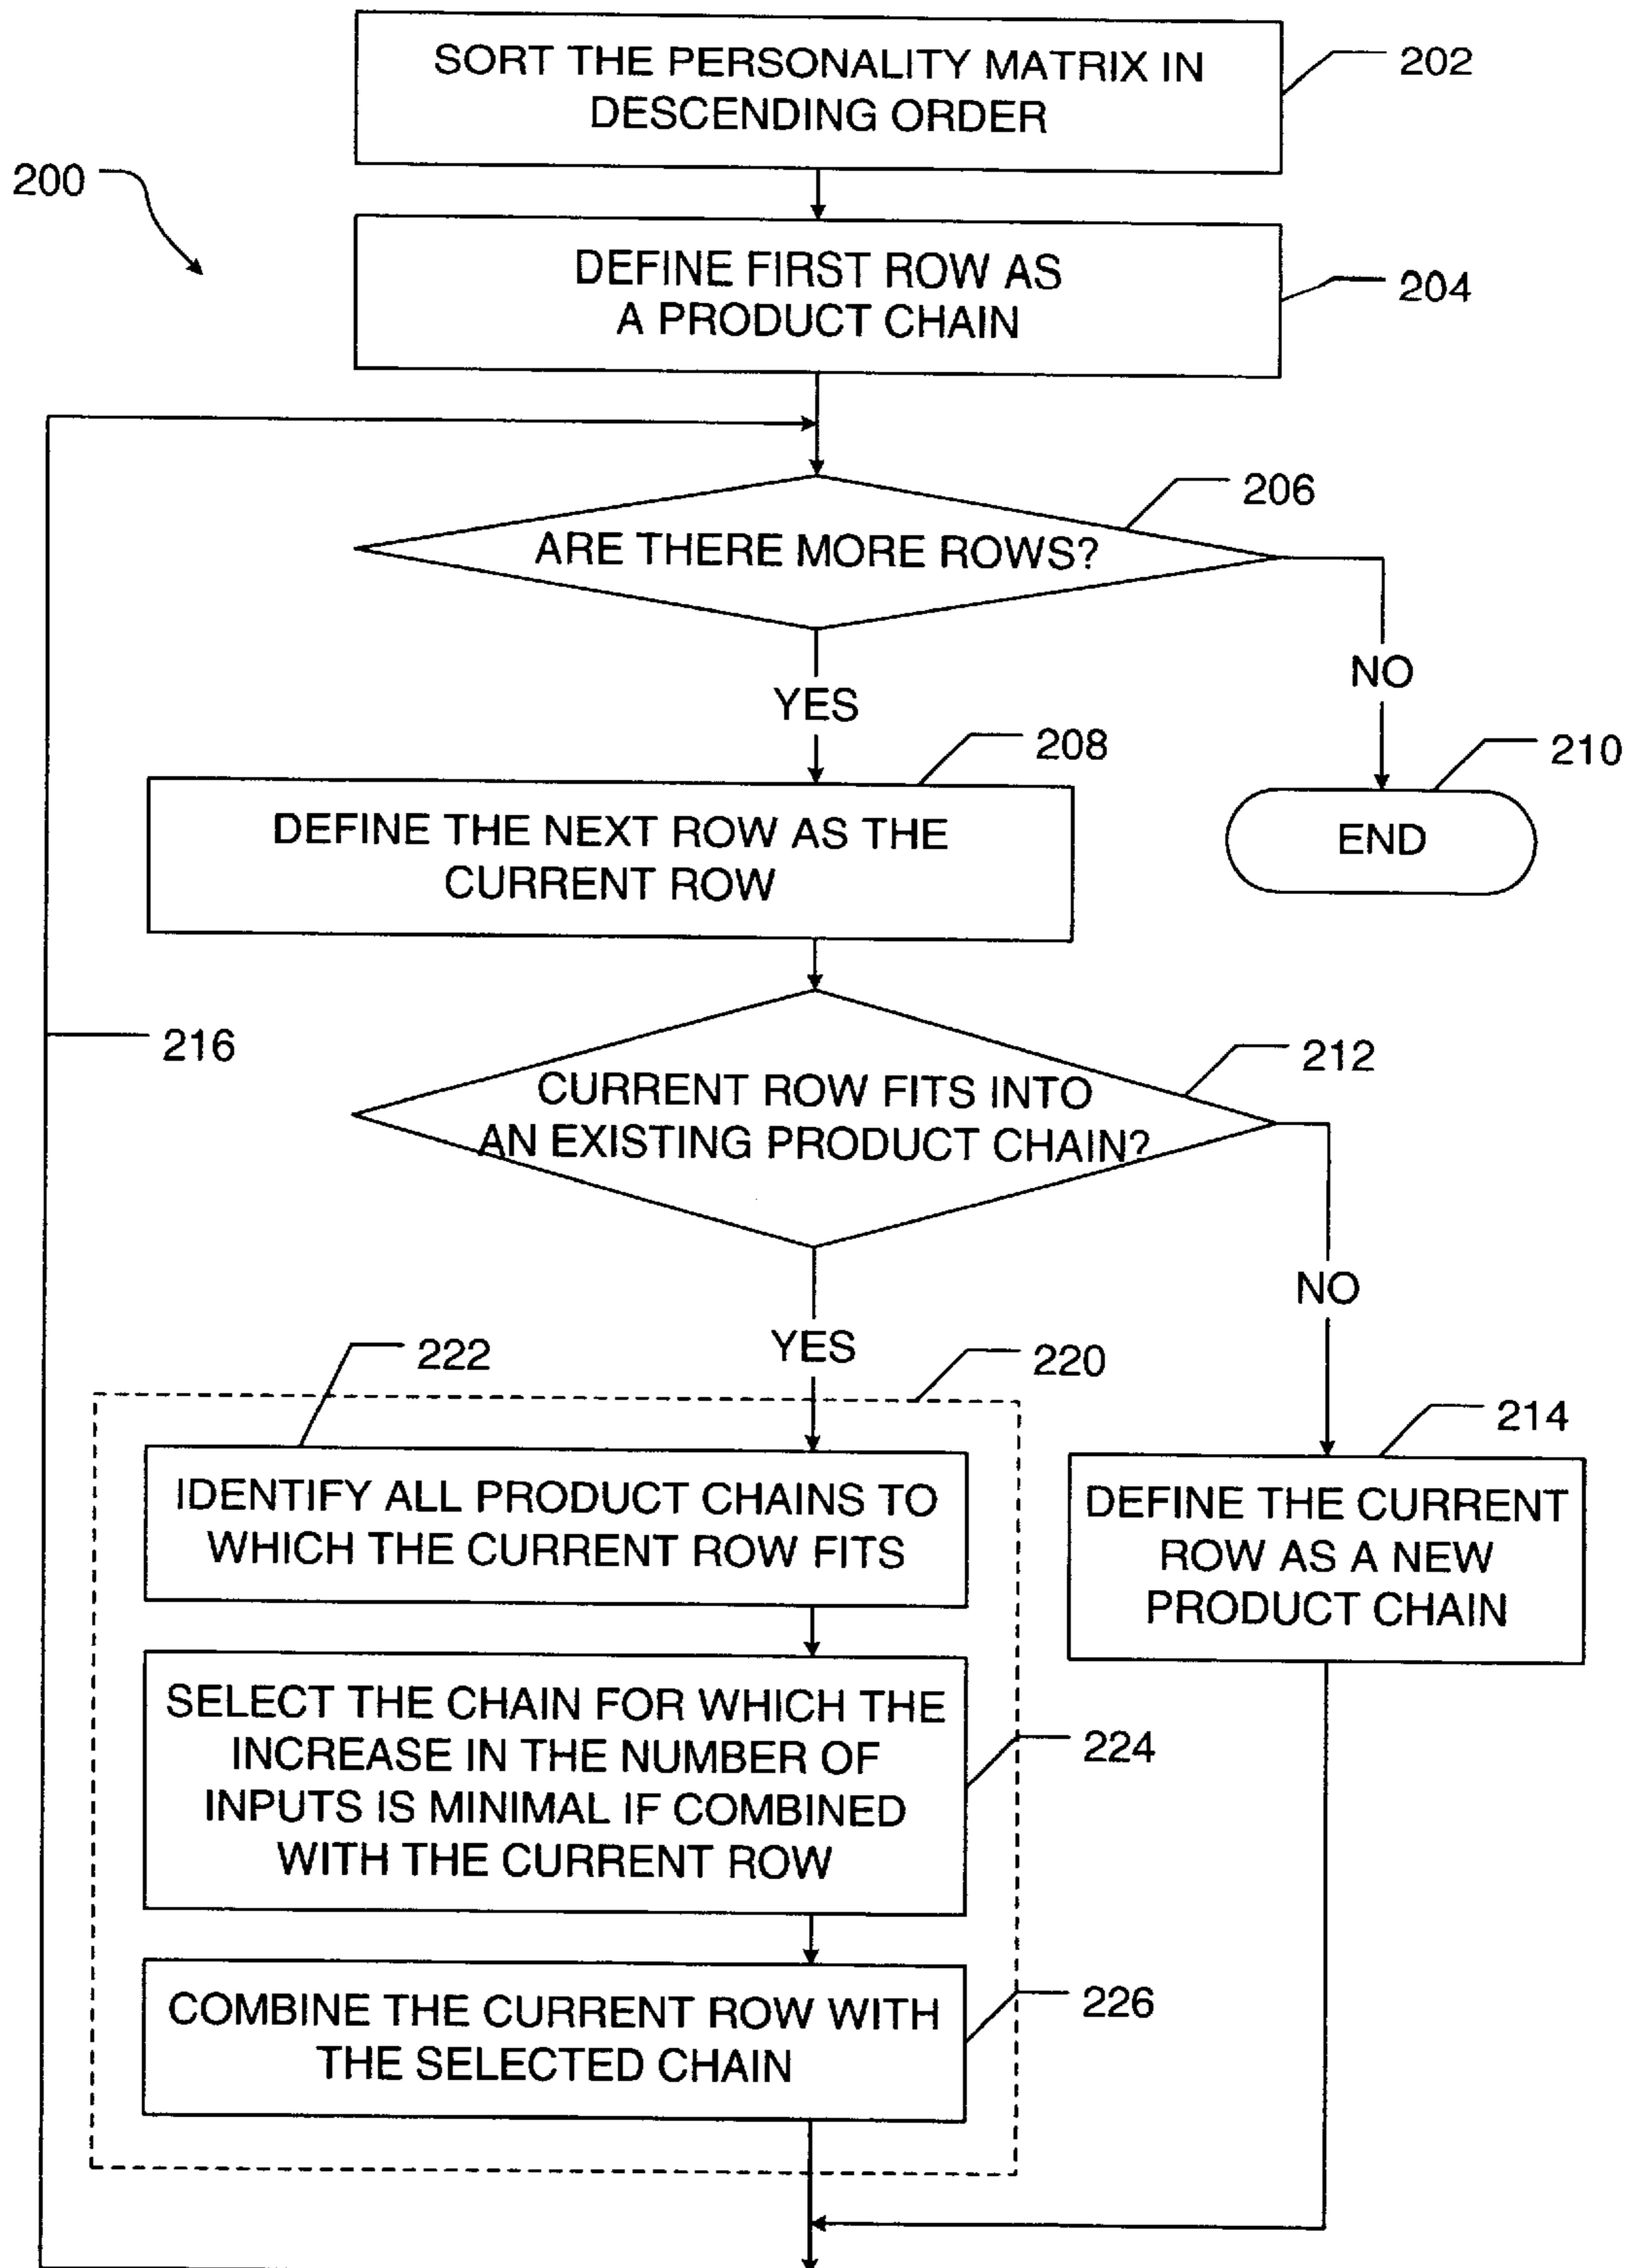 SORT THE PERSONALITY MATRIX IN
DESCENDING ORDER
202
200
DEFINE FIRST ROW AS
A PRODUCT CHAIN
204
206
ARE THERE MORE ROWS?
NO
YES
208
210
DEFINE THE NEXT ROW AS THE
CURRENT ROW
END
216
212
CURRENT ROW FITS INTO
AN EXISTING PRODUCT CHAIN?
NO
YES
222
220
214
IDENTIFY ALL PRODUCT CHAINS TO
WHICH THE CURRENT ROW FITS
DEFINE THE CURRENT
ROW AS A NEW
PRODUCT CHAIN
SELECT THE CHAIN FOR WHICH THE
INCREASE IN THE NUMBER OF
INPUTS IS MINIMAL IF COMBINED
WITH THE CURRENT ROW
224
COMBINE THE CURRENT ROW WITH
THE SELECTED CHAIN
226